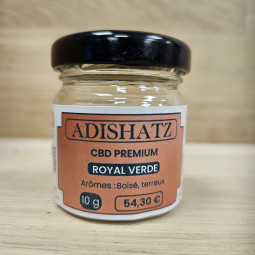 ADISHATZ
CBD PREMIUM
ROYAL VERDE
Arômes : Boisé, terreux
10 g
54,30 €